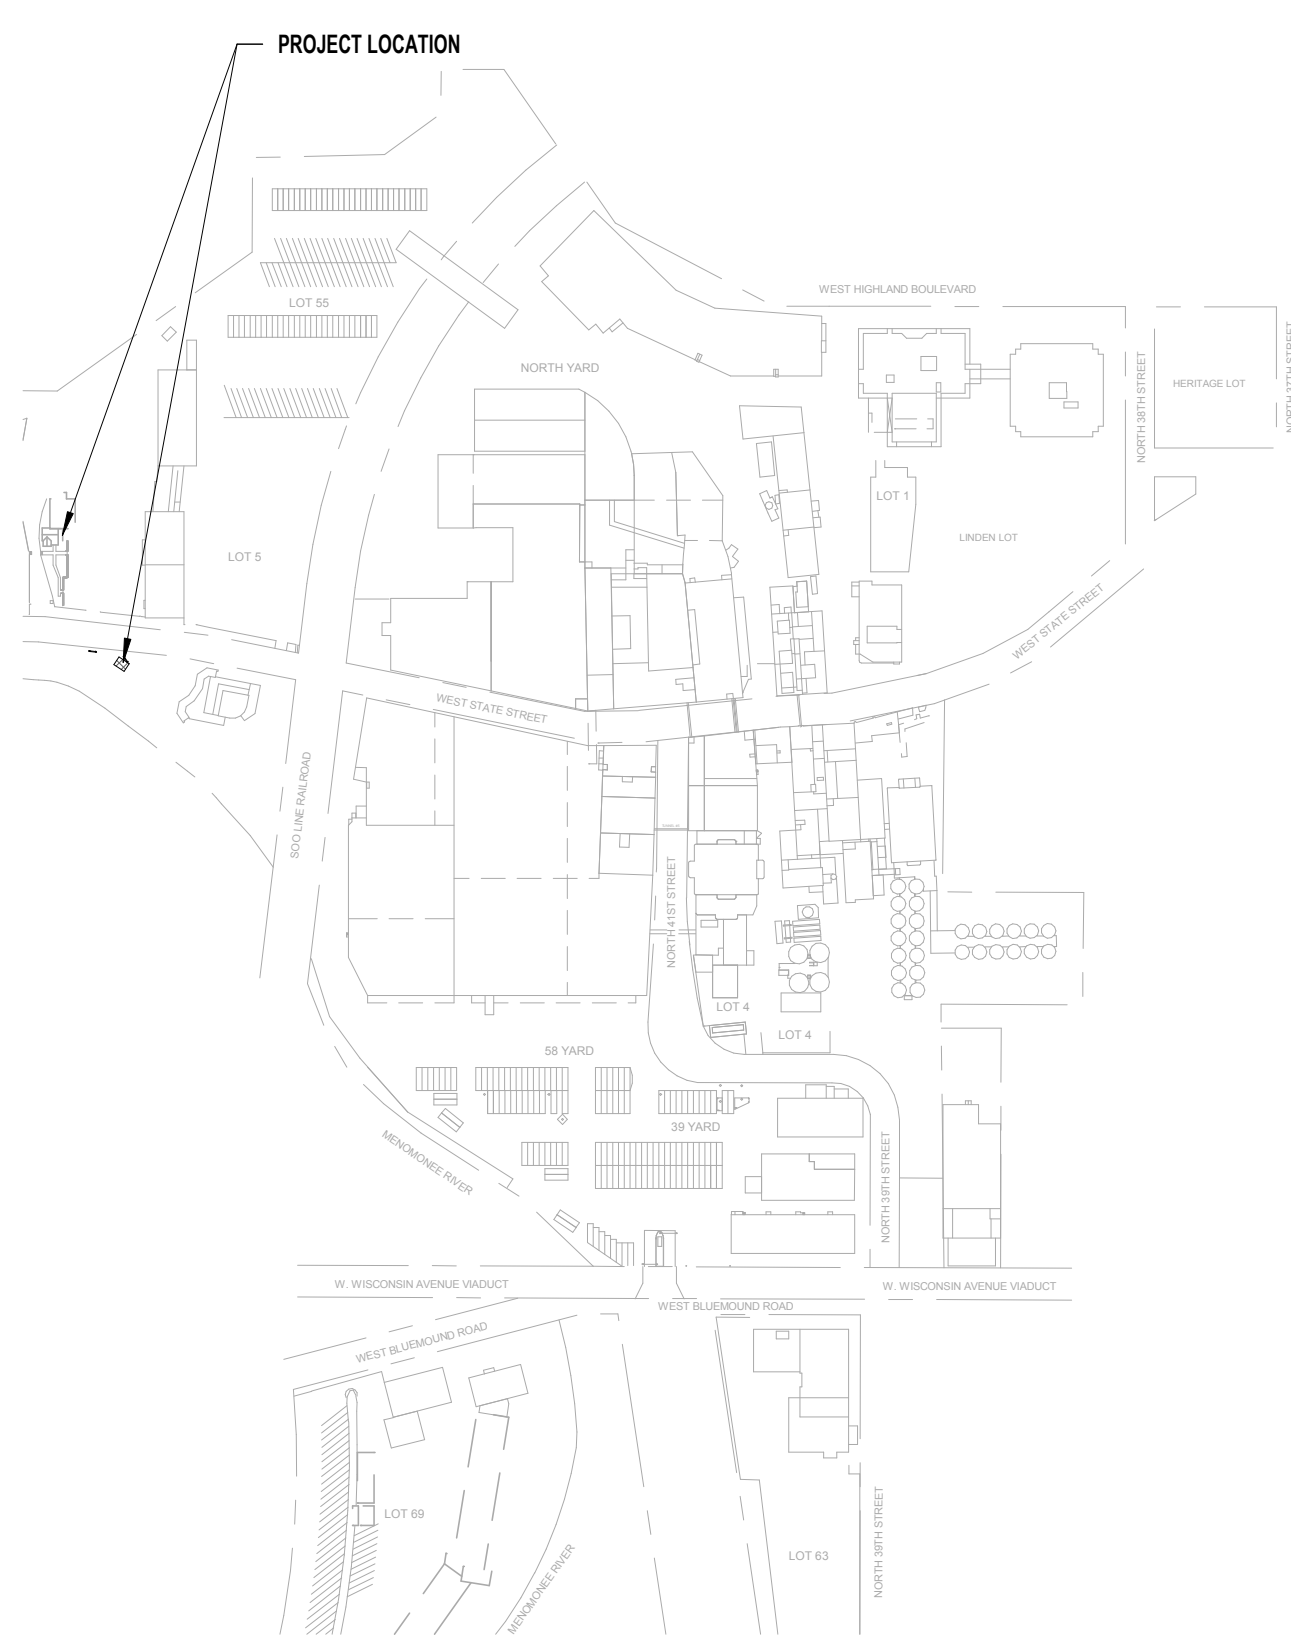 PROJECT LOCATION
WEST HIGHLAND BOULEVARD
LOT 55
NORTH YARD
NORTH 38TH STREET
HERITAGE LOT
NORTH 37TH STREET
LOT 1
LINDEN LOT
LOT 5
WEST STATE STREET
WEST STATE STREET
SOO LINE RAILROAD
NORTH 41ST STREET
LOT 4
LOT 4
58 YARD
39 YARD
MENOMONEE RIVER
NORTH 39TH STREET
W. WISCONSIN AVENUE VIADUCT
W. WISCONSIN AVENUE VIADUCT
WEST BLUEMOUND ROAD
WEST BLUEMOUND ROAD
LOT 69
LOT 63
NORTH 39TH STREET
MENOMONEE RIVER